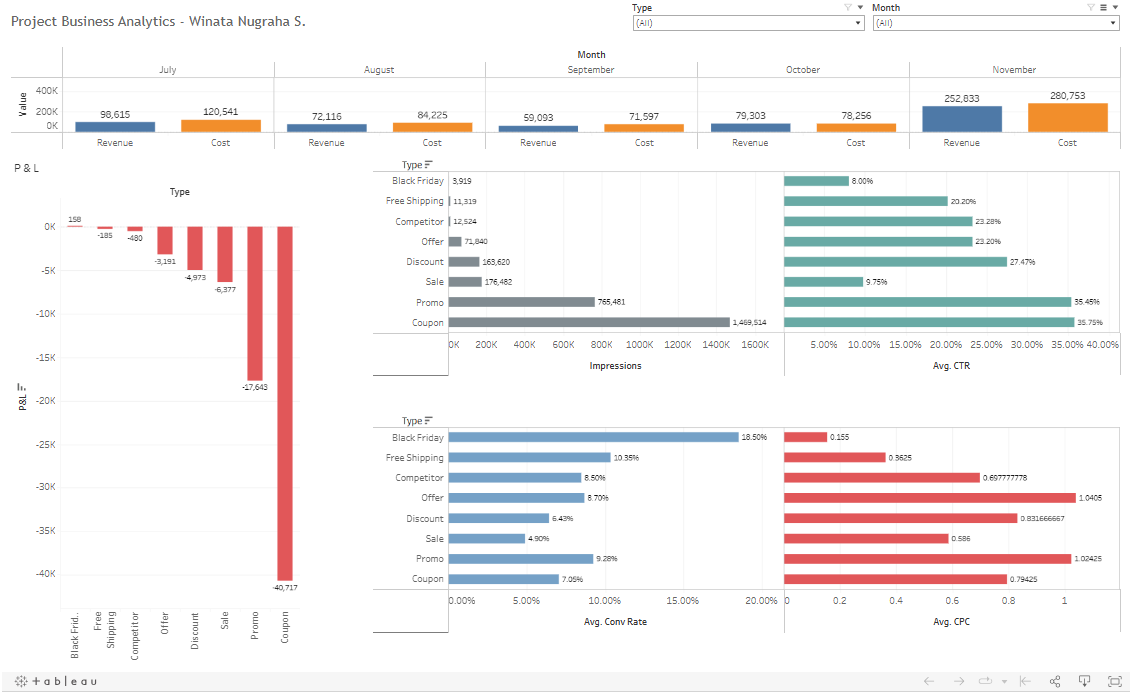 Project Business Analytics - Winata Nugraha S.
Type
(All)
Month
(All)
Month
July August September October November
Value
400K
200K
0K
98,615 120,541 72,116 84,225 59,093 71,597 79,303 78,256 252,833 280,753
Revenue Cost Revenue Cost Revenue Cost Revenue Cost Revenue Cost
P & L
Type
P&L
0K
-5K
-10K
-15K
-20K
-25K
-30K
-35K
-40K
158
-185
-480
-3,191
-4,973
-6,377
-17,643
-40,717
Black Frid..
Free Shipping
Competitor
Offer
Discount
Sale
Promo
Coupon
Type
Black Friday 3,919 8.00%
Free Shipping 11,319 20.20%
Competitor 12,524 23.28%
Offer 71,840 23.20%
Discount 163,620 27.47%
Sale 176,482 9.75%
Promo 765,481 35.45%
Coupon 1,469,514 35.75%
0K 200K 400K 600K 800K 1000K 1200K 1400K 1600K 5.00% 10.00% 15.00% 20.00% 25.00% 30.00% 35.00% 40.00%
Impressions Avg. CTR
Type
Black Friday 18.50% 0.155
Free Shipping 10.35% 0.3625
Competitor 8.50% 0.697777778
Offer 8.70% 1.0405
Discount 6.43% 0.831666667
Sale 4.90% 0.586
Promo 9.28% 1.02425
Coupon 7.05% 0.79425
0.00% 5.00% 10.00% 15.00% 20.00% 0 0.2 0.4 0.6 0.8 1
Avg. Conv Rate Avg. CPC
+ a b l e a u